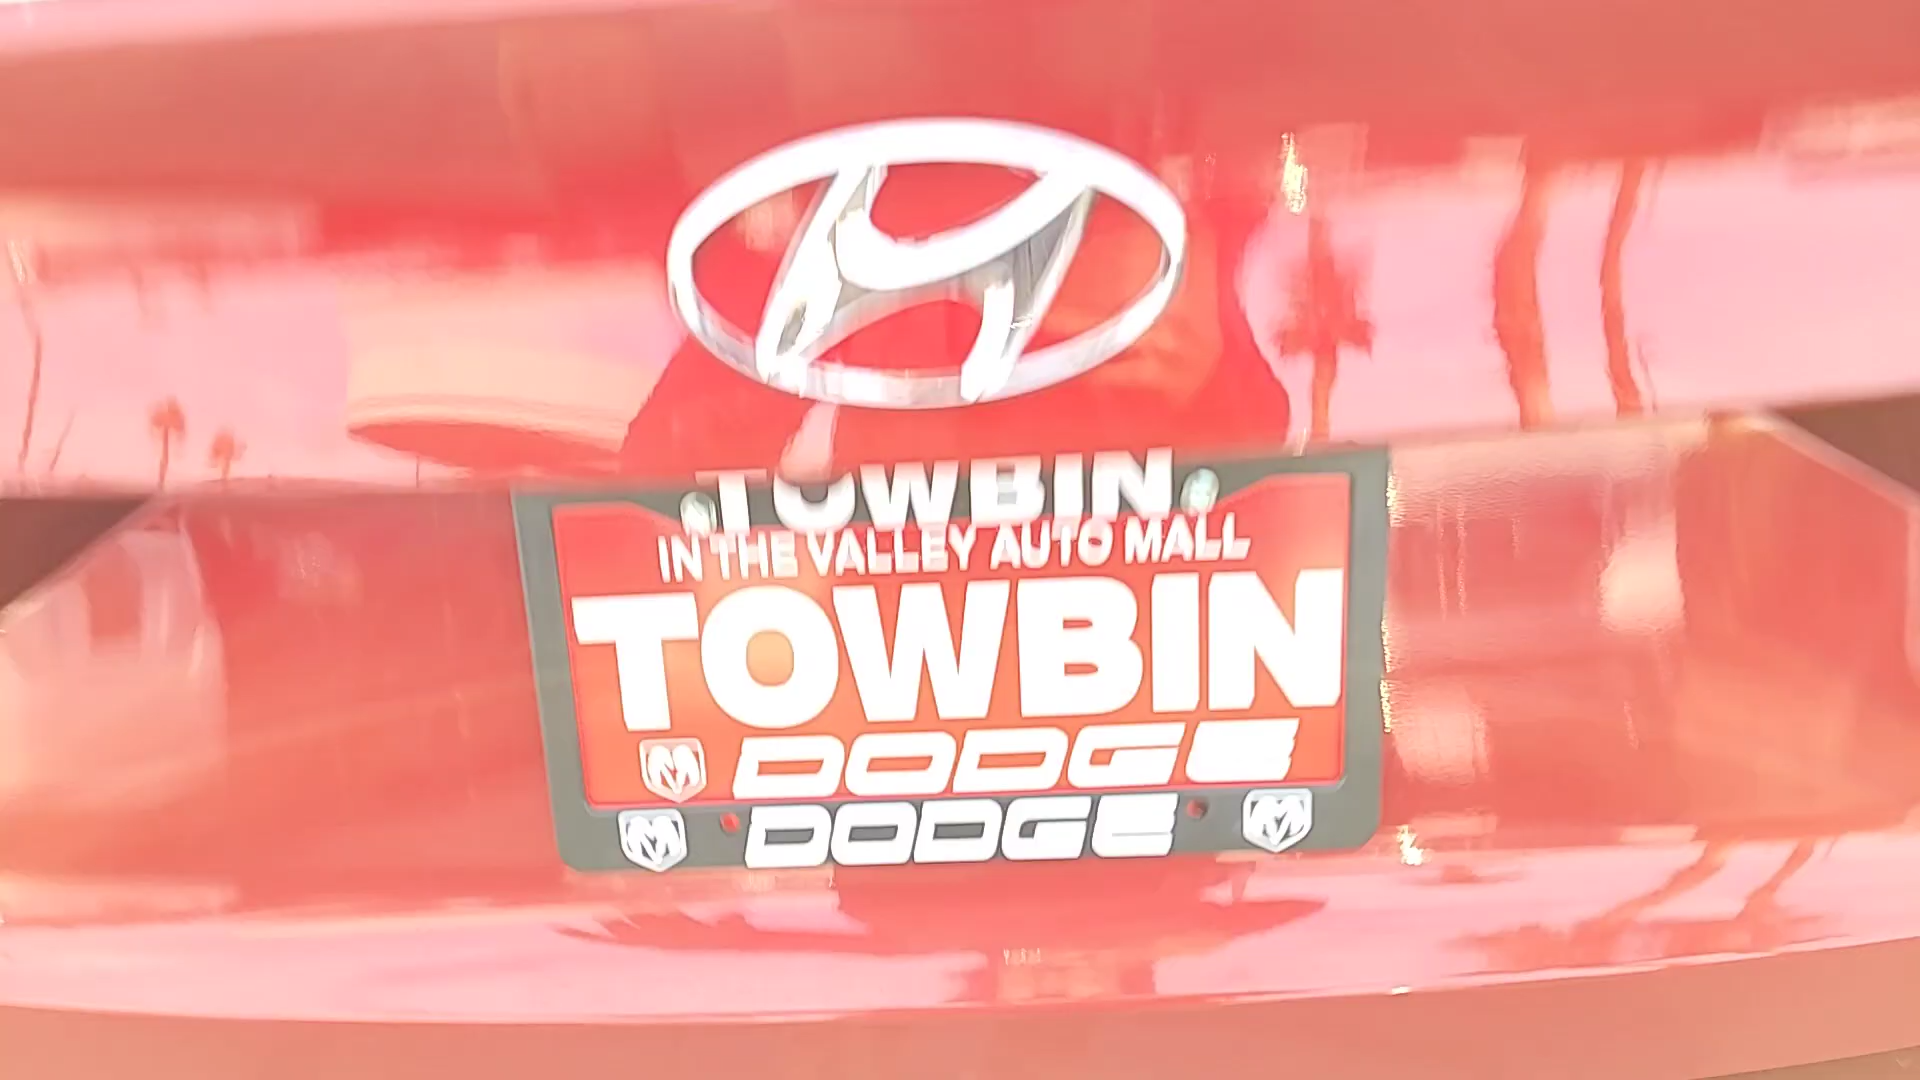 TOWBIN
IN THE VALLEY AUTO MALL
TOWBIN
DODGE
DODGE